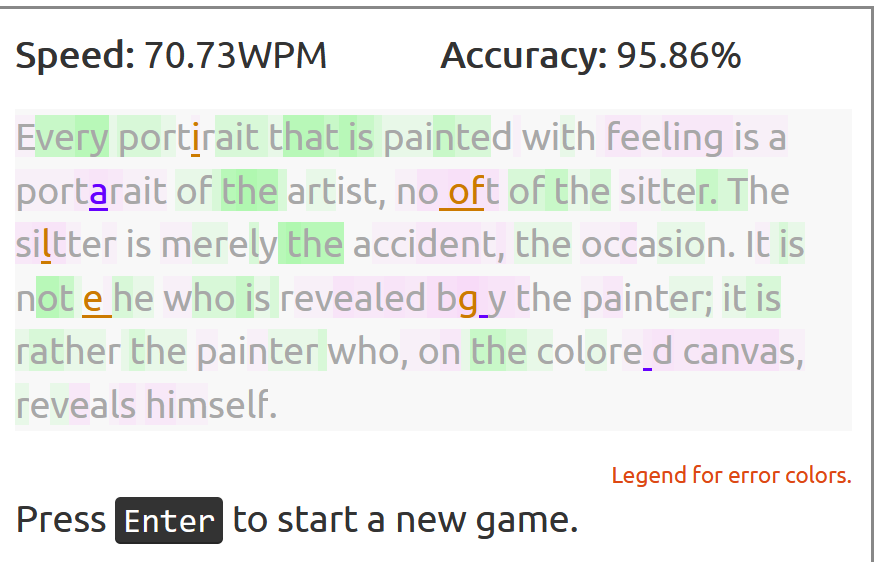 Speed: 70.73WPM Accuracy: 95.86%
Every portirait that is painted with feeling is a
portarait of the artist, no oft of the sitter. The
siltter is merely the accident, the occasion. It is
not e he who is revealed bg y the painter; it is
rather the painter who, on the colore d canvas,
reveals himself.
Legend for error colors.
Press Enter to start a new game.